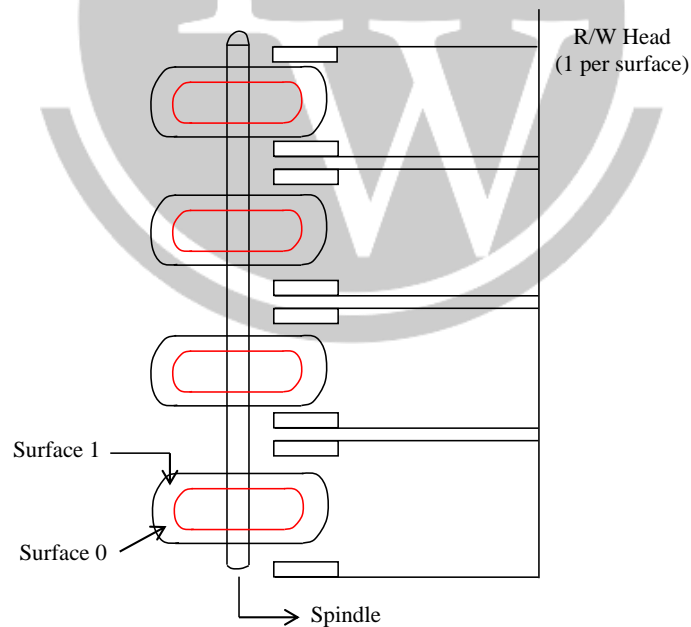 R/W Head
(1 per surface)
Surface 1
Surface 0
Spindle